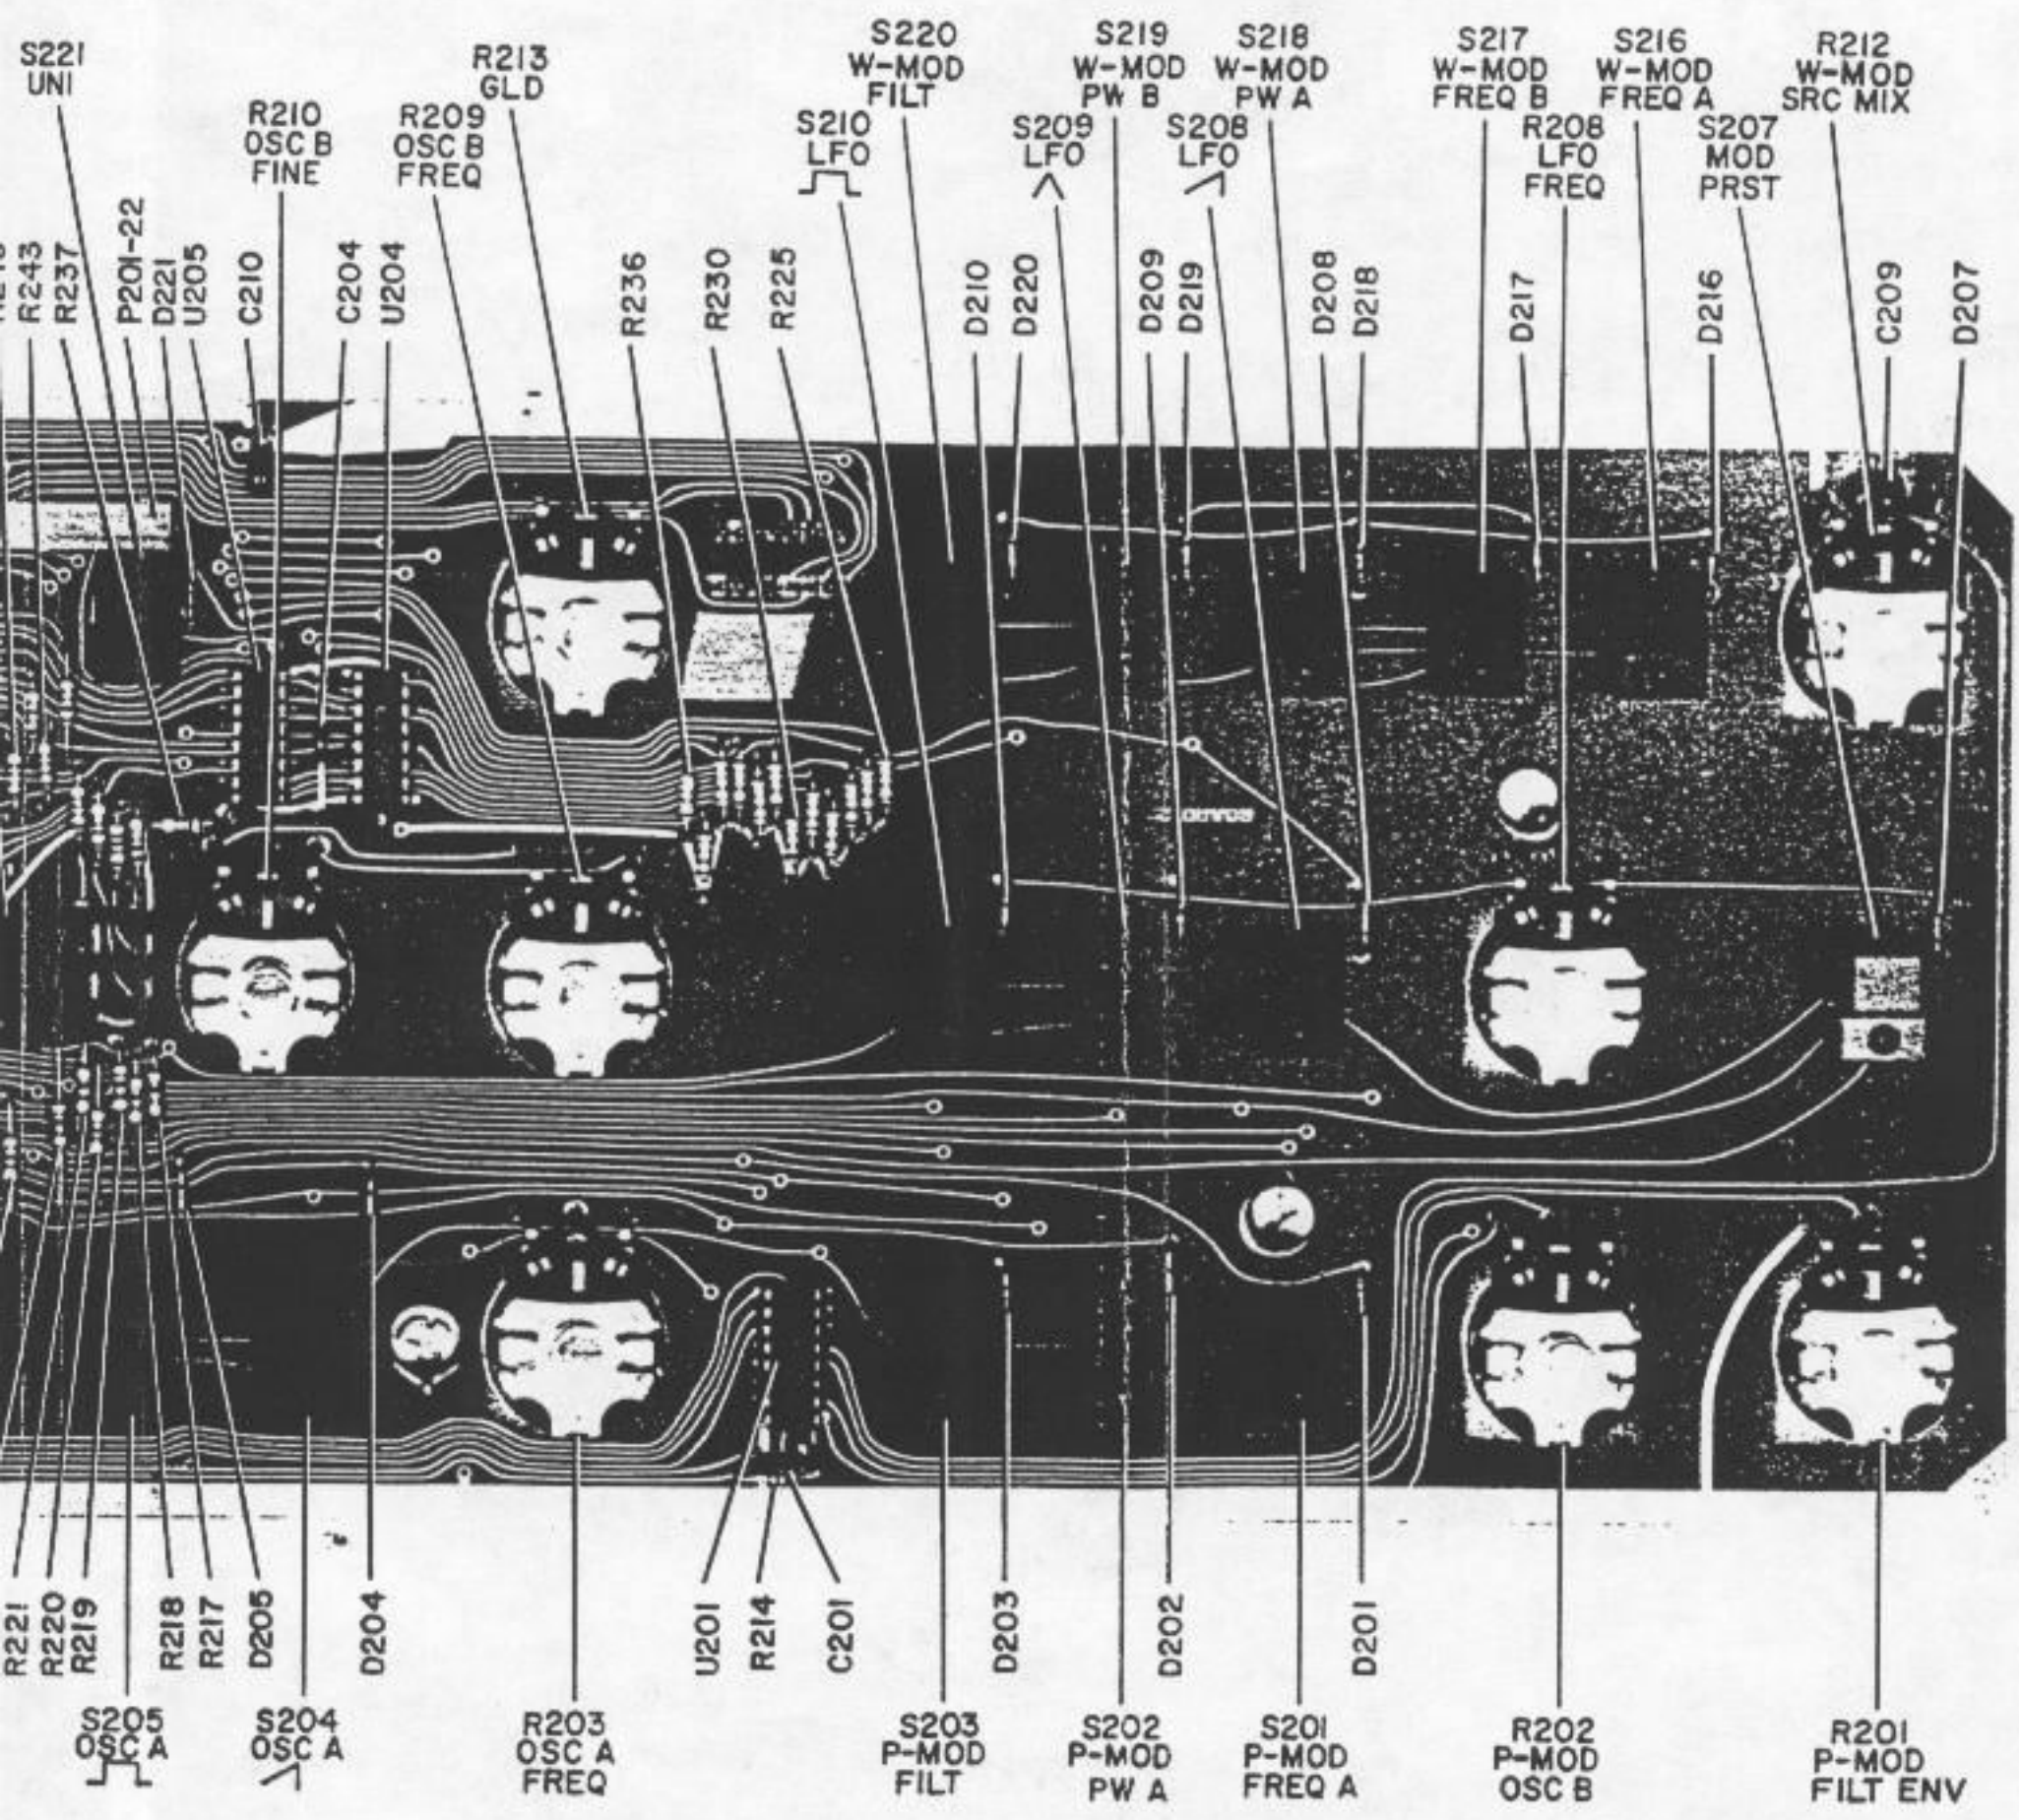 S221
UNI
R210
OSC B
FINE
R209
OSC B
FREQ
R213
GLD
S210
LFO
S220
W-MOD
FILT
S209
LFO
S219
W-MOD
PW B
S208
LFO
S218
W-MOD
PW A
S217
W-MOD
FREQ B
R208
LFO
FREQ
S216
W-MOD
FREQ A
S207
MOD
PRST
R212
W-MOD
SRC MIX
R243
R237
P201-22
D221
U205
C210
C204
U204
R236
R230
R225
D210
D220
D209
D219
D208
D218
D217
D216
C209
D207
R221
R220
R219
R218
R217
D205
D204
U201
R214
C201
D203
D202
D201
S205
OSC A
S204
OSC A
R203
OSC A
FREQ
S203
P-MOD
FILT
S202
P-MOD
PW A
S201
P-MOD
FREQ A
R202
P-MOD
OSC B
R201
P-MOD
FILT ENV